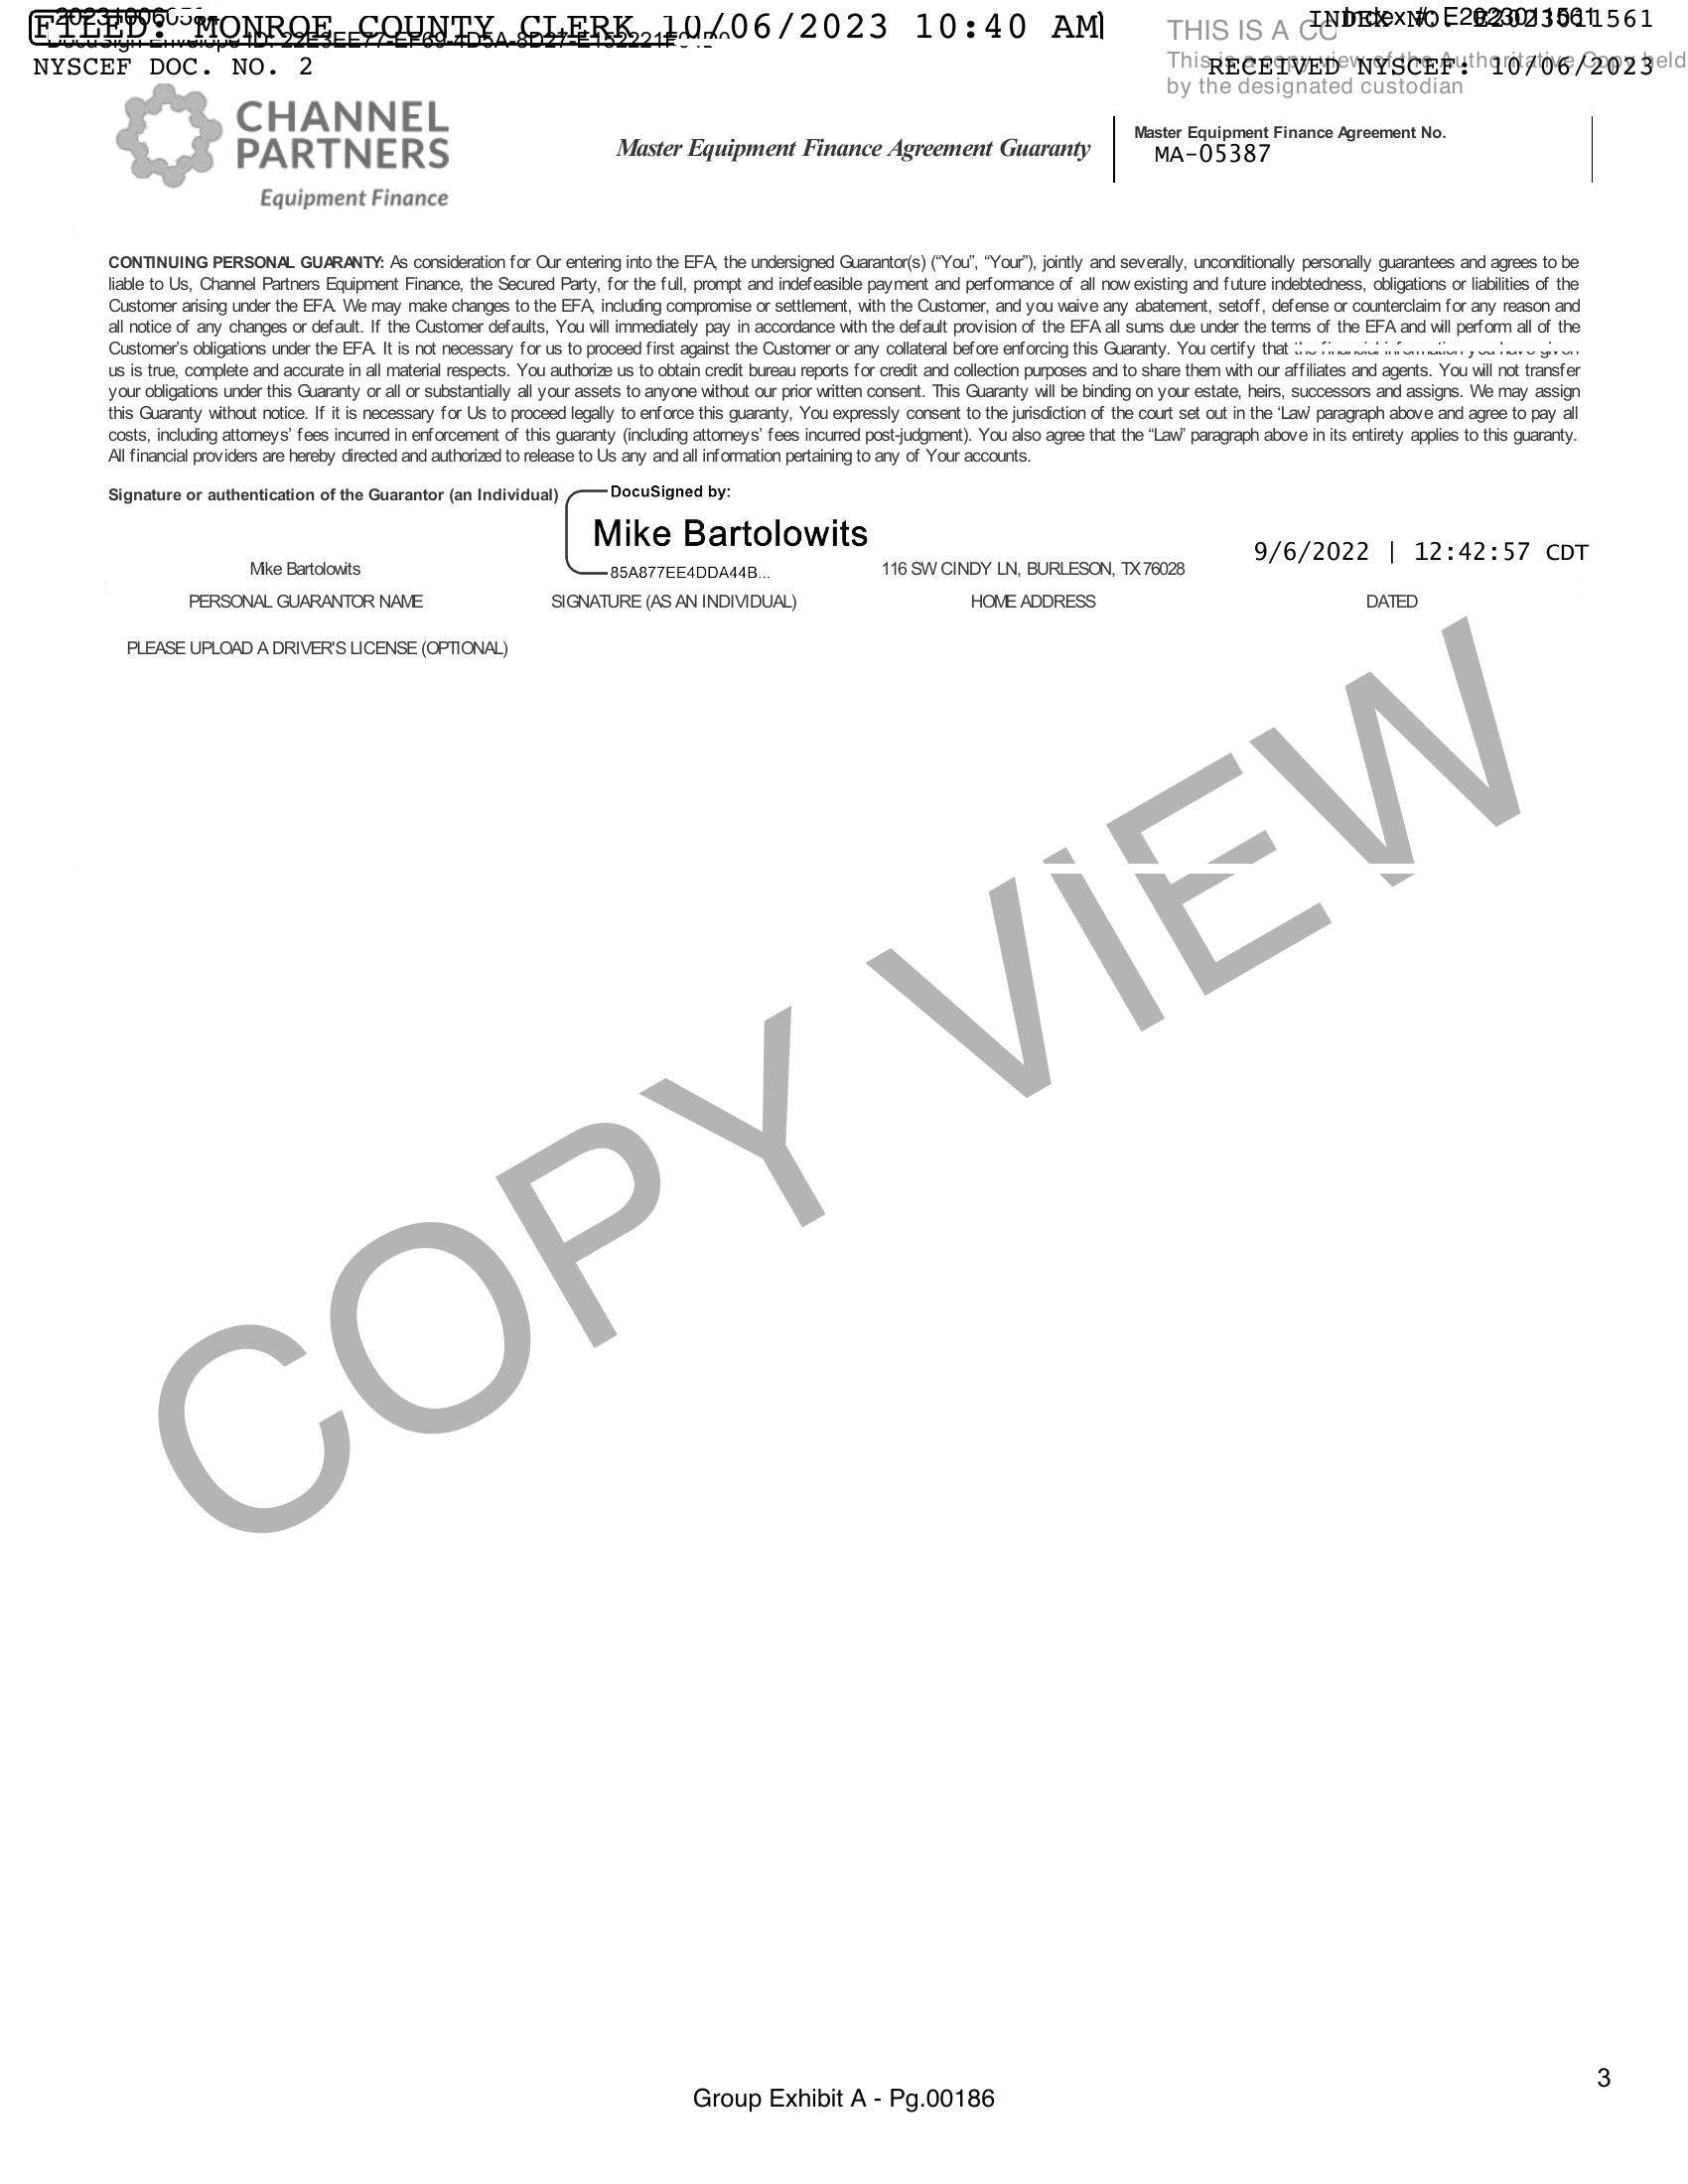 FILED: MONROE COUNTY CLERK 10/06/2023 10:40 AM
INDEX NO. E2023011561
Index #: E2023011561
THIS IS A
NYSCEF DOC. NO. 2
RECEIVED NYSCEF: 10/06/2023
This is a copy view of the Authoritative Copy held
by the designated custodian
CHANNEL
PARTNERS
Equipment Finance
Master Equipment Finance Agreement Guaranty
Master Equipment Finance Agreement No.
MA-05387
CONTINUING PERSONAL GUARANTY: As consideration for Our entering into the EFA, the undersigned Guarantor(s) (“You”, “Your”), jointly and severally, unconditionally personally guarantees and agrees to be
liable to Us, Channel Partners Equipment Finance, the Secured Party, for the full, prompt and indefeasible payment and performance of all now existing and future indebtedness, obligations or liabilities of the
Customer arising under the EFA. We may make changes to the EFA, including compromise or settlement, with the Customer, and you waive any abatement, setoff, defense or counterclaim for any reason and
all notice of any changes or default. If the Customer defaults, You will immediately pay in accordance with the default provision of the EFA all sums due under the terms of the EFA and will perform all of the
Customer’s obligations under the EFA. It is not necessary for us to proceed first against the Customer or any collateral before enforcing this Guaranty. You certify that the financial information you have given
us is true, complete and accurate in all material respects. You authorize us to obtain credit bureau reports for credit and collection purposes and to share them with our affiliates and agents. You will not transfer
your obligations under this Guaranty or all or substantially all your assets to anyone without our prior written consent. This Guaranty will be binding on your estate, heirs, successors and assigns. We may assign
this Guaranty without notice. If it is necessary for Us to proceed legally to enforce this guaranty, You expressly consent to the jurisdiction of the court set out in the ‘Law’ paragraph above and agree to pay all
costs, including attorneys’ fees incurred in enforcement of this guaranty (including attorneys’ fees incurred post-judgment). You also agree that the “Law” paragraph above in its entirety applies to this guaranty.
All financial providers are hereby directed and authorized to release to Us any and all information pertaining to any of Your accounts.
Signature or authentication of the Guarantor (an Individual)
DocuSigned by:
Mike Bartolowits
85A877EE4DDA44B...
Mike Bartolowits
116 SW CINDY LN, BURLESON, TX 76028
9/6/2022 | 12:42:57 CDT
PERSONAL GUARANTOR NAME SIGNATURE (AS AN INDIVIDUAL) HOME ADDRESS DATED
PLEASE UPLOAD A DRIVER'S LICENSE (OPTIONAL)
COPY VIEW
3
Group Exhibit A - Pg.00186